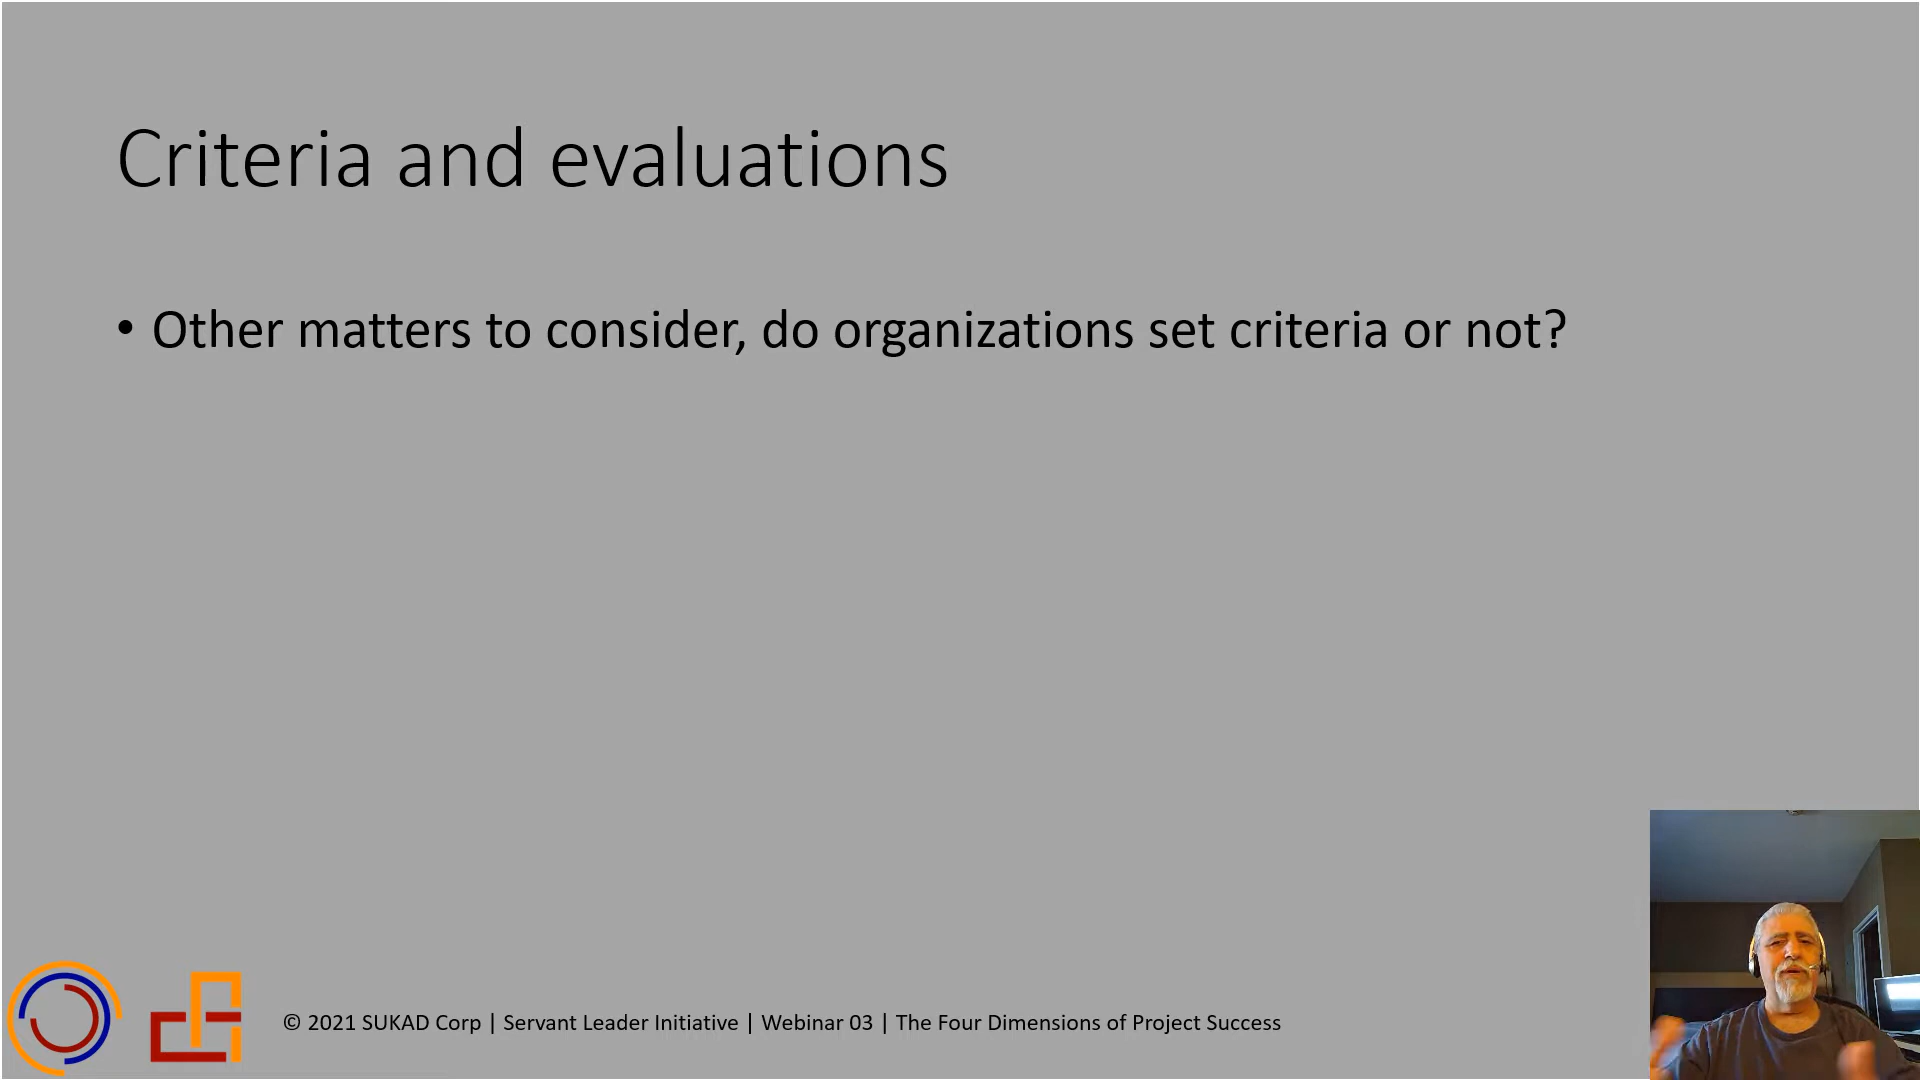 Criteria and evaluations
• Other matters to consider, do organizations set criteria or not?
© 2021 SUKAD Corp | Servant Leader Initiative | Webinar 03 | The Four Dimensions of Project Success